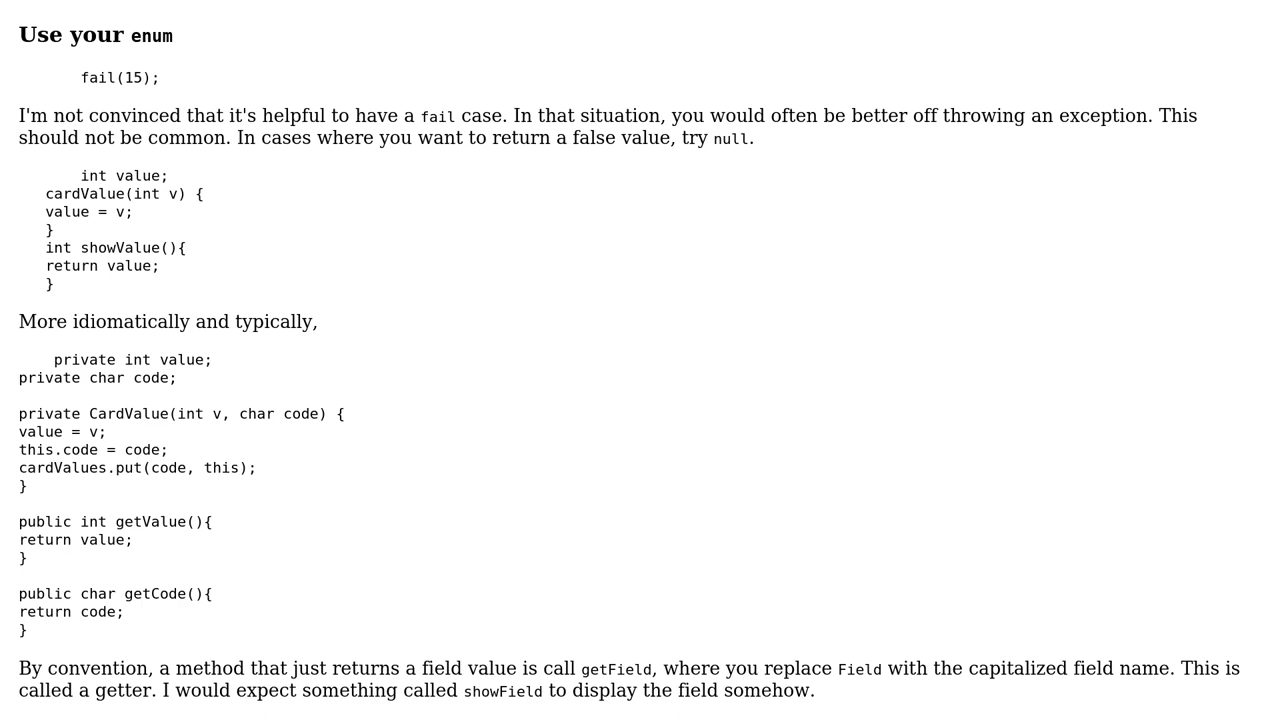 Use your enum
fail(15);
I'm not convinced that it's helpful to have a fail case. In that situation, you would often be better off throwing an exception. This
should not be common. In cases where you want to return a false value, try null.
int value;
cardValue(int v) {
value = v;
}
int showValue(){
return value;
}
More idiomatically and typically,
private int value;
private char code;
private CardValue(int v, char code) {
value = v;
this.code = code;
cardValues.put(code, this);
}
public int getValue(){
return value;
}
public char getCode(){
return code;
}
By convention, a method that just returns a field value is call getField, where you replace Field with the capitalized field name. This is
called a getter. I would expect something called showField to display the field somehow.